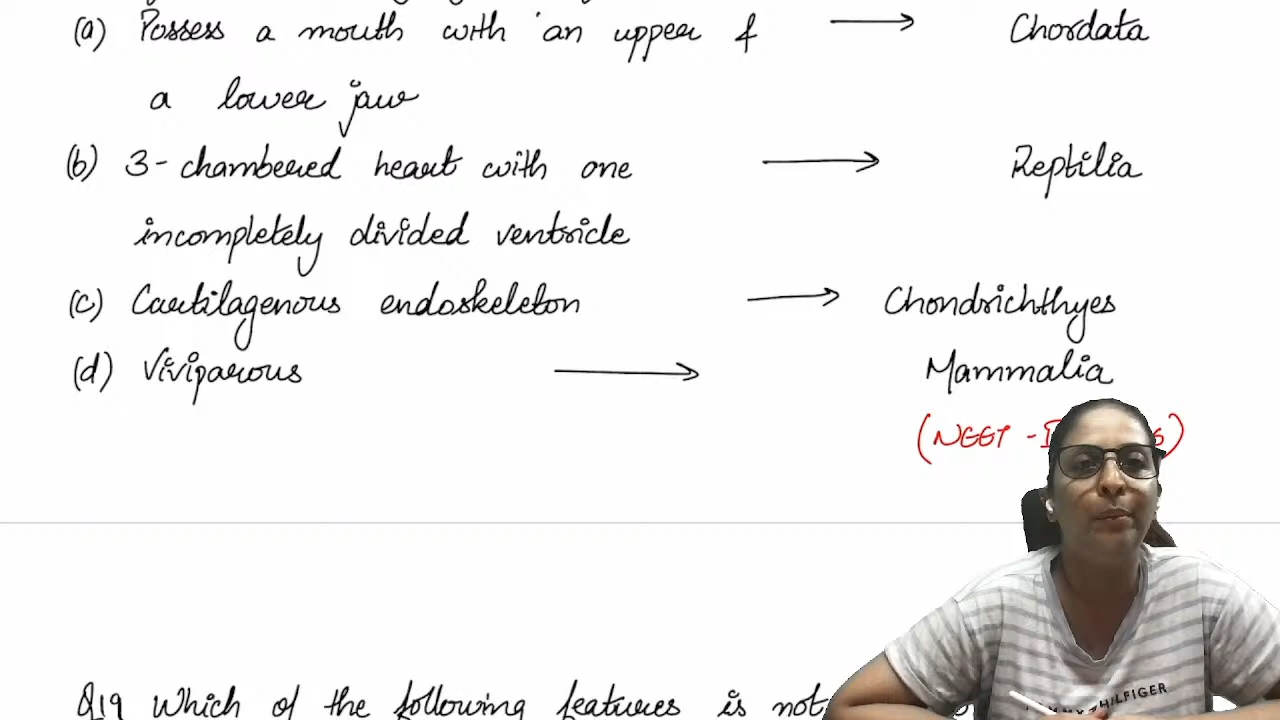 (a) Possess a mouth with an upper & → Chordata
a lower jaw
(b) 3-chambered heart with one → Reptilia
incompletely divided ventricle
(c) Cartilagenous endoskeleton → Chondrichthyes
(d) Viviparous → Mammalia
(NEET -
Q19 Which of the following features is not
HILFIGER